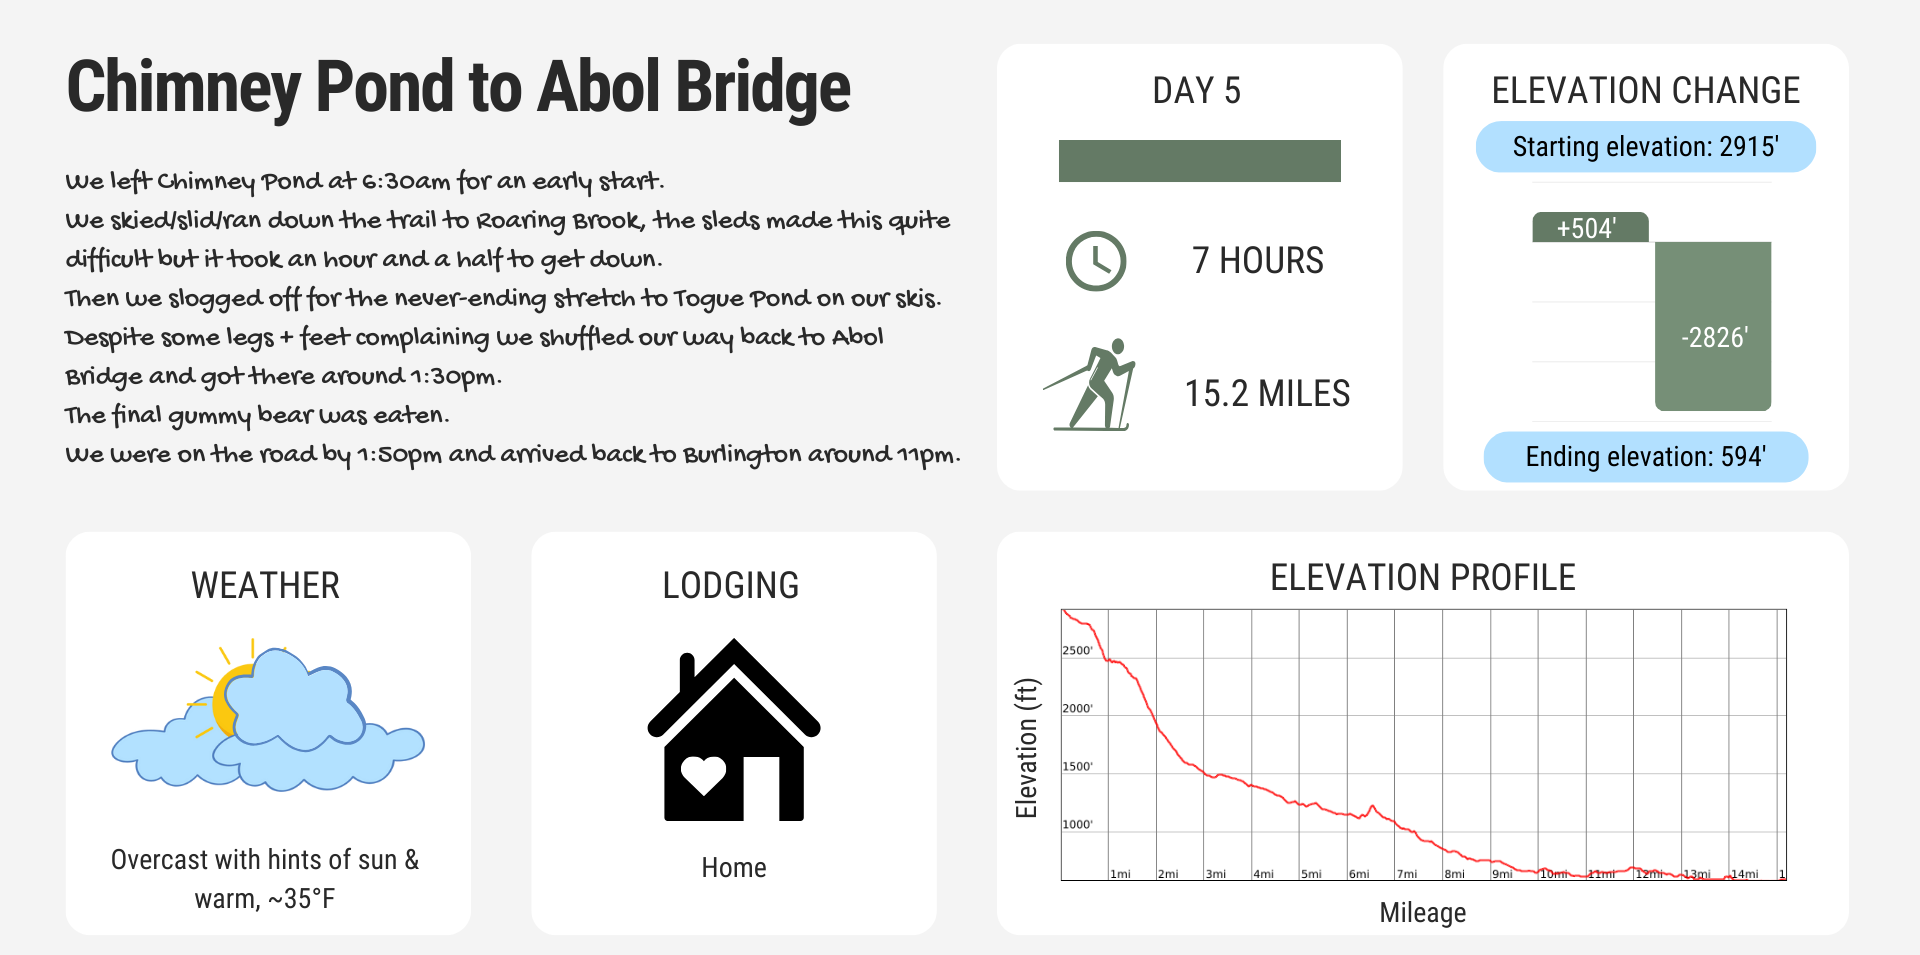 Chimney Pond to Abol Bridge
We left Chimney Pond at 6:30am for an early start.
We skied/slid/ran down the trail to Roaring Brook, the sleds made this quite
difficult but it took an hour and a half to get down.
Then we slogged off for the never-ending stretch to Togue Pond on our skis.
Despite some legs + feet complaining we shuffled our way back to Abol
Bridge and got there around 1:30pm.
The final gummy bear was eaten.
We were on the road by 1:50pm and arrived back to Burlington around 11pm.
DAY 5
7 HOURS
15.2 MILES
ELEVATION CHANGE
Starting elevation: 2915'
+504'
-2826'
Ending elevation: 594'
WEATHER
Overcast with hints of sun &
warm, ~35°F
LODGING
Home
ELEVATION PROFILE
Elevation (ft)
2500'
2000'
1500'
1000'
1mi 2mi 3mi 4mi 5mi 6mi 7mi 8mi 9mi 10mi 11mi 12mi 13mi 14mi 1
Mileage